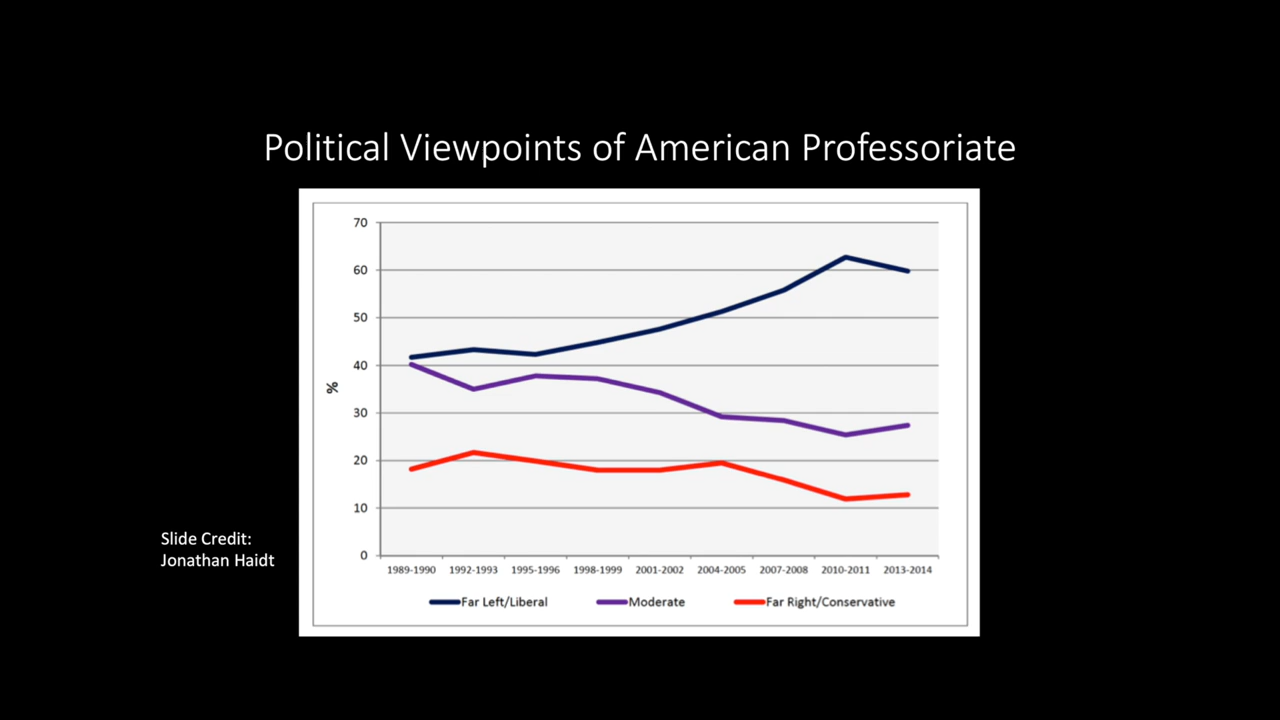 Political Viewpoints of American Professoriate
70
60
50
40
30
20
10
0
%
1989-1990 1992-1993 1995-1996 1998-1999 2001-2002 2004-2005 2007-2008 2010-2011 2013-2014
Far Left/Liberal Moderate Far Right/Conservative
Slide Credit:
Jonathan Haidt